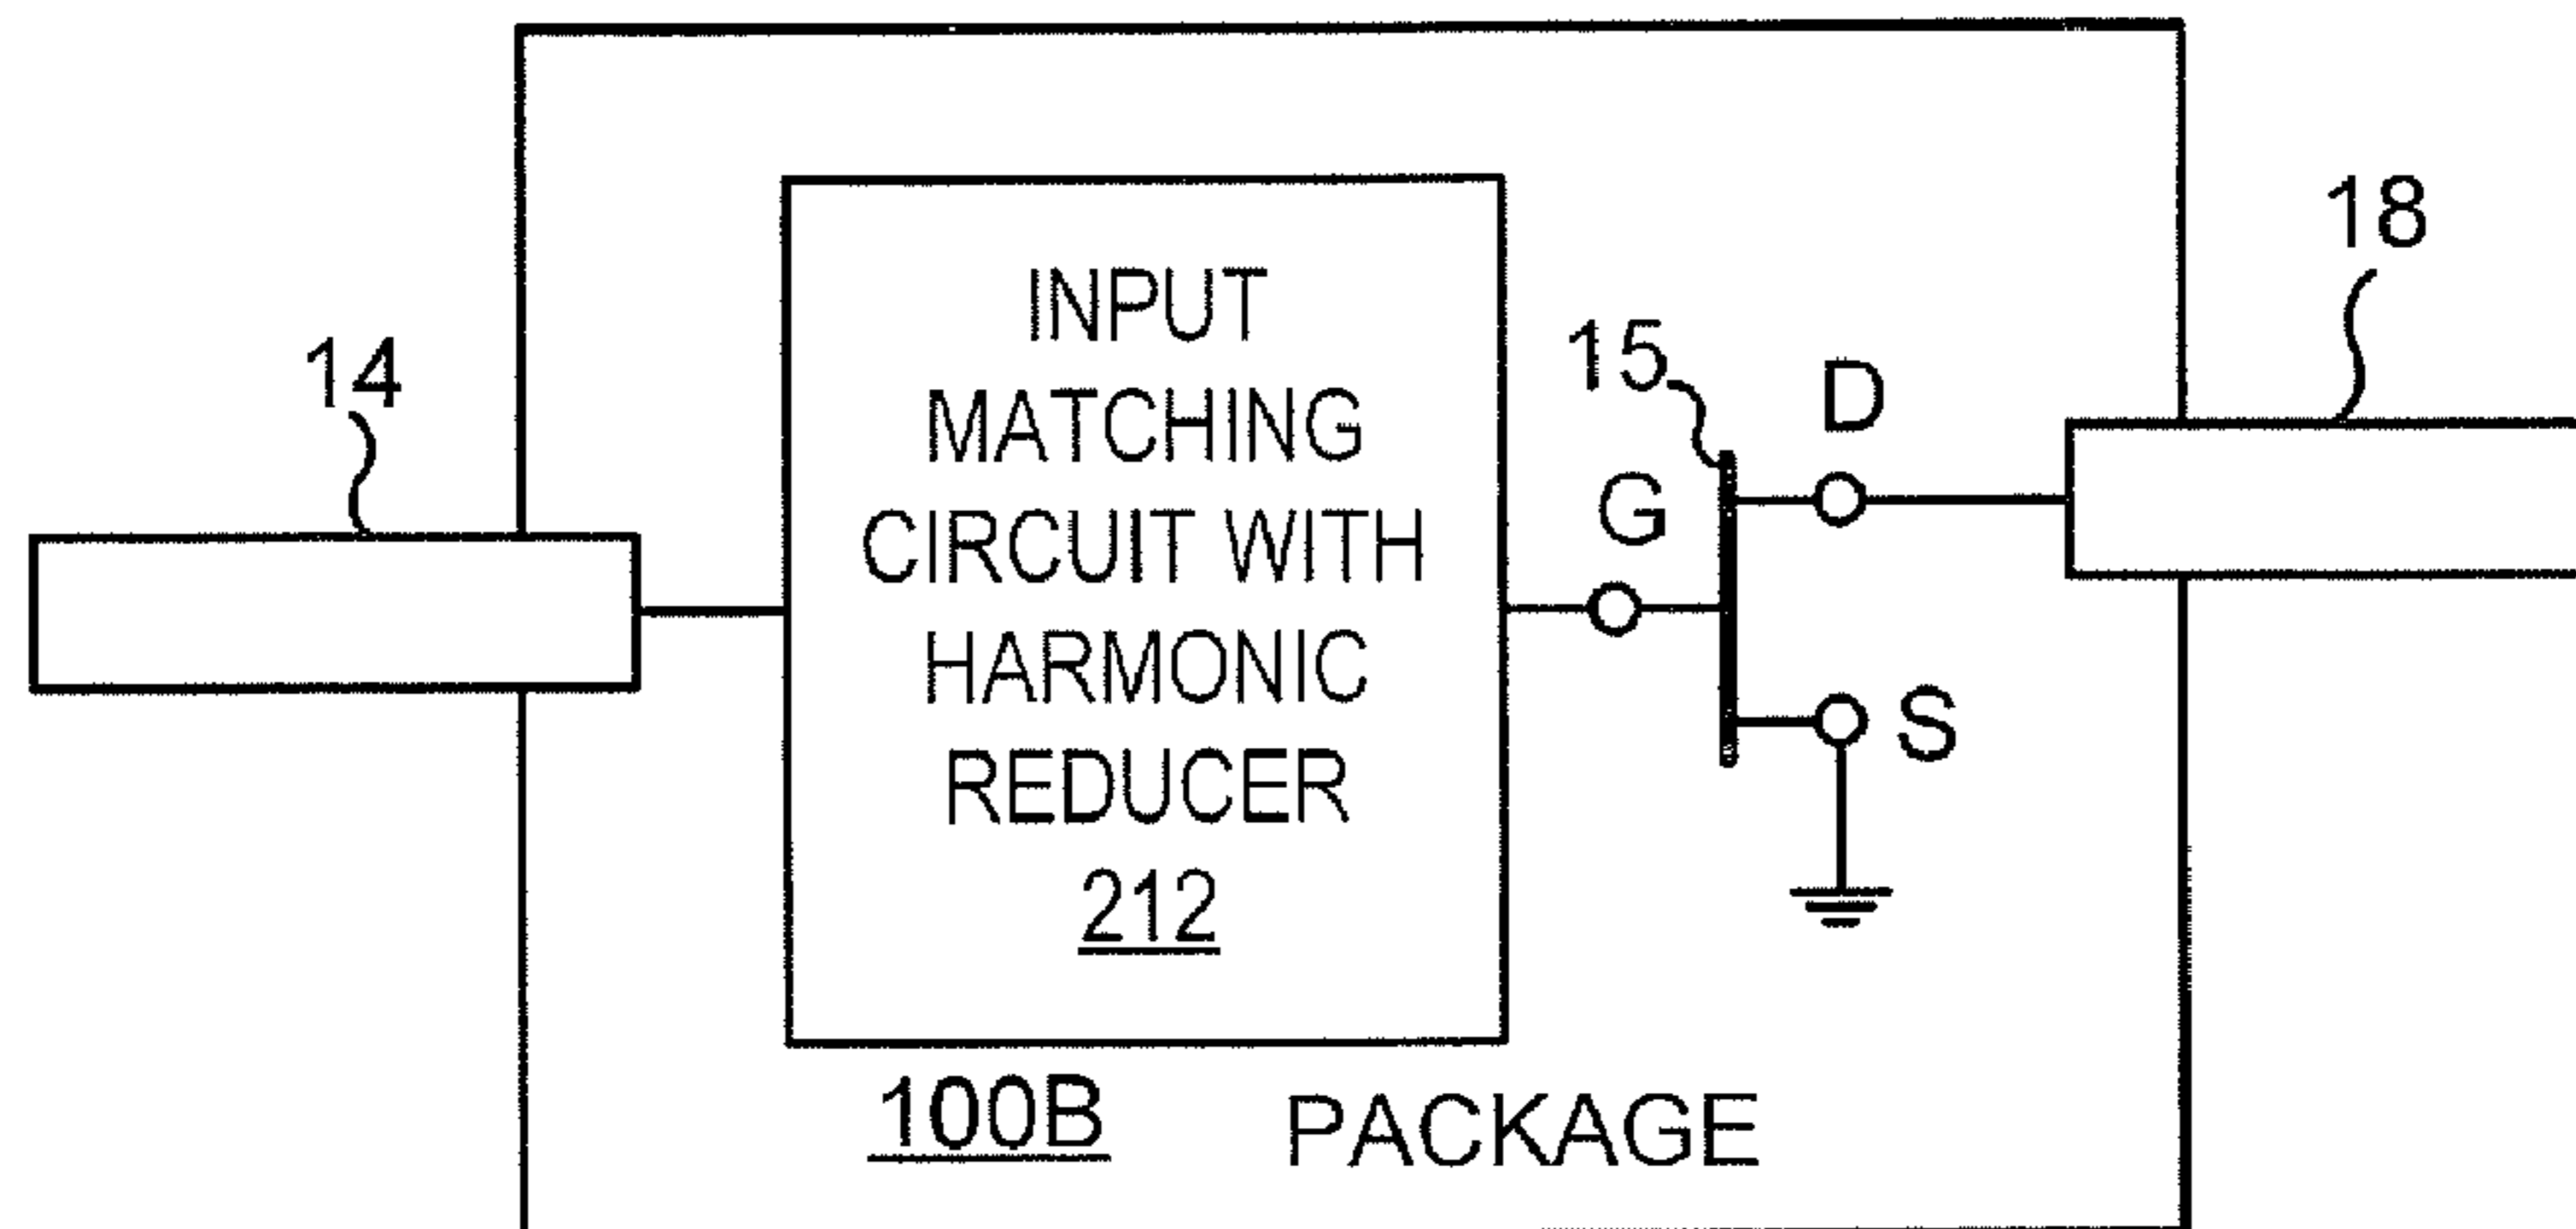 18
14
15
D
G
S
INPUT
MATCHING
CIRCUIT WITH
HARMONIC
REDUCER
212
100B
PACKAGE